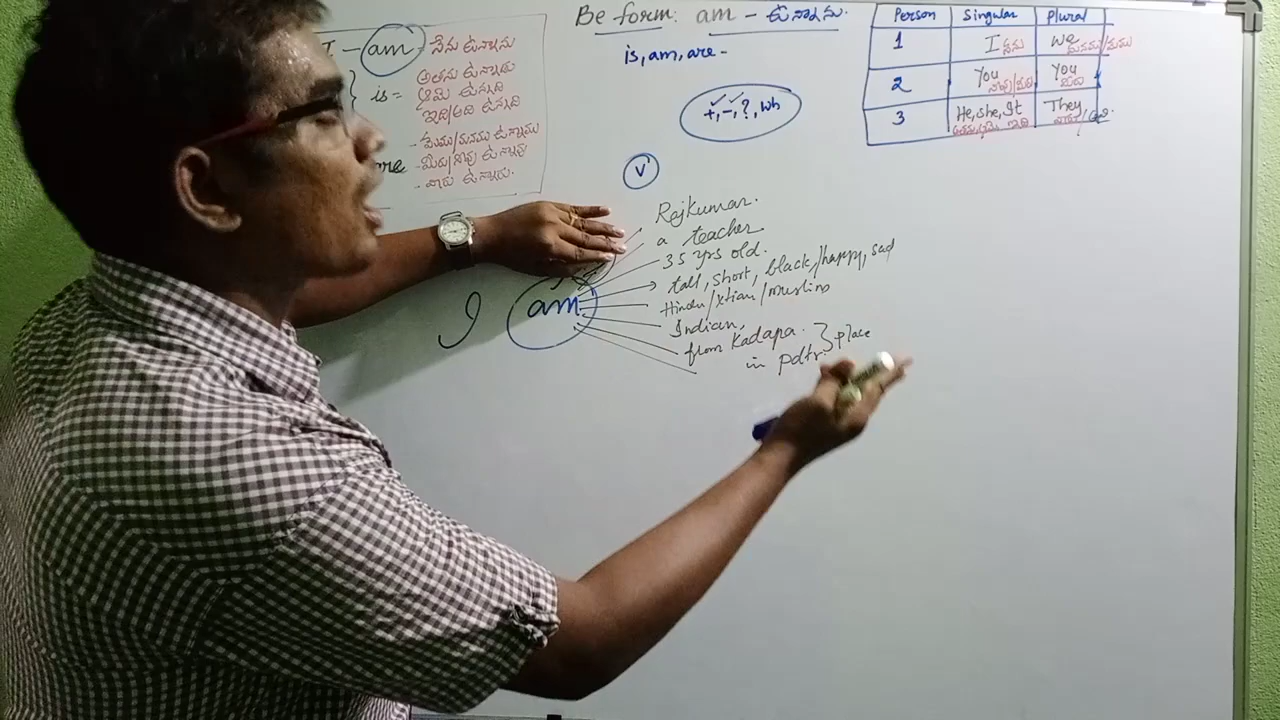 Be form: am - ఉన్నాను.
is, am, are -
+, -, ?, wh
V
I - am - నేను ఉన్నాను
అతను ఉన్నాడు
ఆమె ఉన్నది
is =
ఇది/అది ఉన్నది
- మేము/మనము ఉన్నాము
- మీరు/నువ్వు ఉన్నావు
- వారు ఉన్నారు.
Person Singular Plural
1 I నేను We మనము/మేము
2 You నువ్వు/మీరు You మీరు
3 He, she, It అతను, ఆమె, ఇది They వారు
I am
Rajkumar.
a teacher.
35 yrs old.
tall, short, black, happy, sad
Hindu/xtian/muslim
Indian,
from Kadapa.
in pdtr.
} place